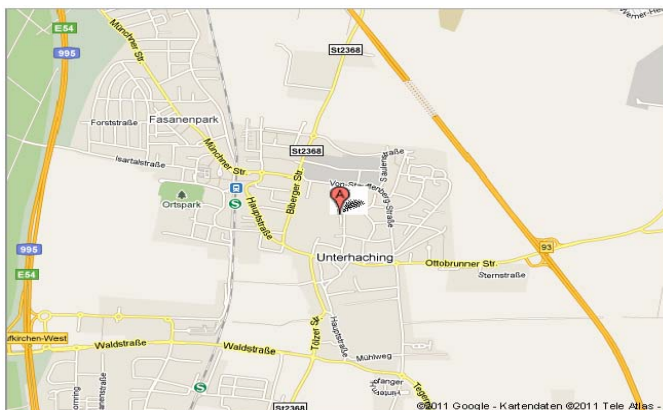 E54
995
Münchner Str.
St2368
Fasanenpark
Forststraße
Münchner Str.
St2368
Isartalstraße
Ortspark
S
Hauptstraße
Biberger Str.
A
Unterhaching
Ottobrunner Str.
93
Sternstraße
995
E54
Waldstraße
Waldstraße
Tölzer Str.
Hauptstraße
Mühlweg
S
St2368
©2011 Google - Kartendaten ©2011 Tele Atlas -